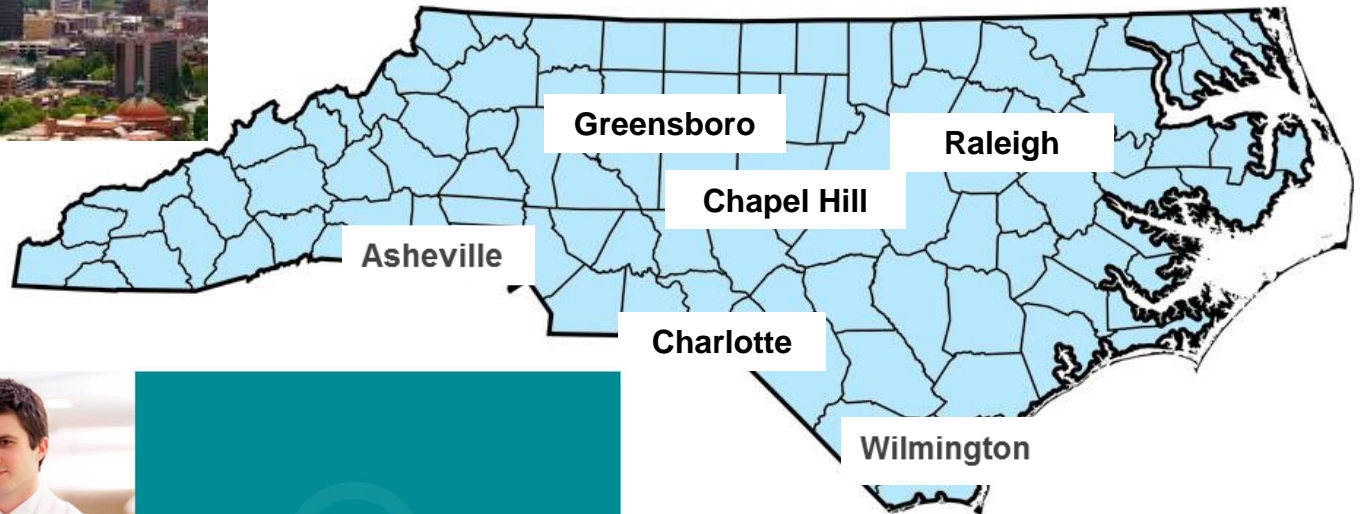 Greensboro
Raleigh
Chapel Hill
Asheville
Charlotte
Wilmington